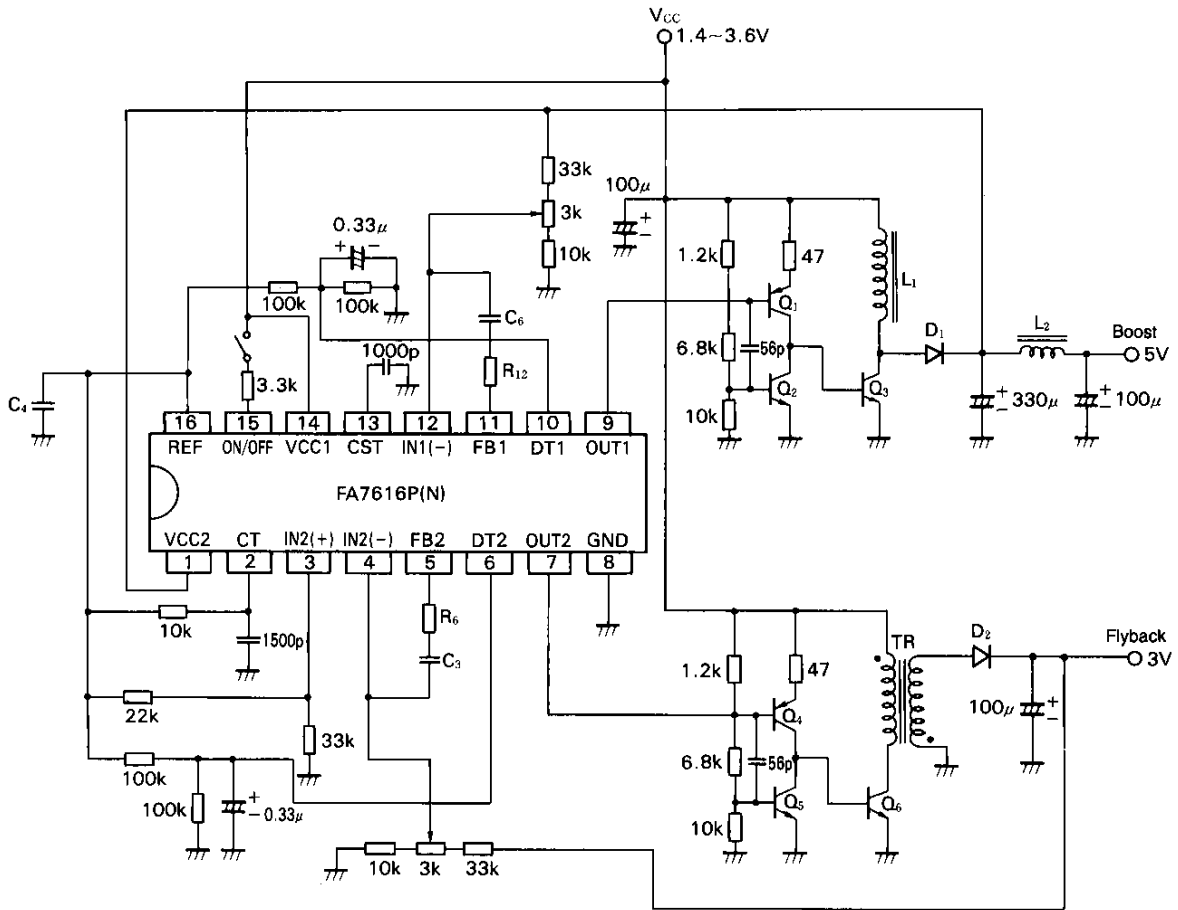 VCC
1.4~3.6V
33k
100μ
+
−
3k
0.33μ
+ −
10k
1.2k
47
L1
100k
100k
Q1
C6
D1
L2
Boost
5V
1000p
6.8k
56p
R12
3.3k
Q2
Q3
C4
10k
+
−
330μ
+
−
100μ
16 15 14 13 12 11 10 9
REF ON/OFF VCC1 CST IN1(−) FB1 DT1 OUT1
FA7616P(N)
VCC2 CT IN2(+) IN2(−) FB2 DT2 OUT2 GND
1 2 3 4 5 6 7 8
10k
R6
1500p
C3
TR
D2
Flyback
3V
1.2k
47
22k
100μ
+
−
Q4
33k
6.8k
56p
100k
100k
+
−
0.33μ
Q5
Q6
10k
10k 3k 33k